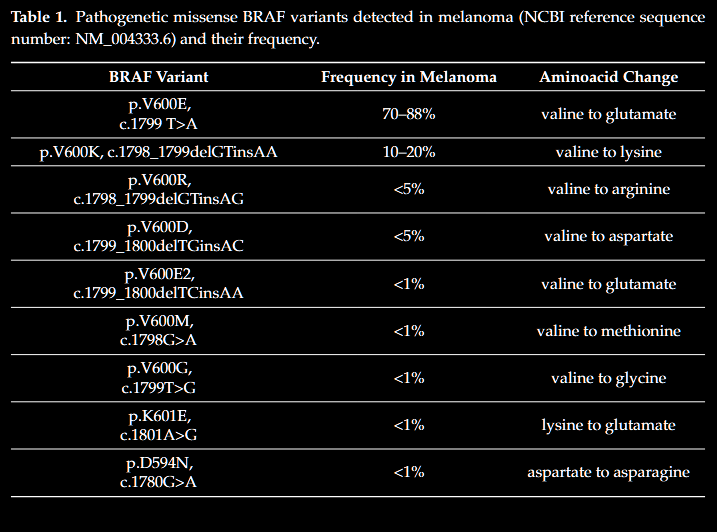 Table 1. Pathogenetic missense BRAF variants detected in melanoma (NCBI reference sequence
number: NM_004333.6) and their frequency.
BRAF Variant Frequency in Melanoma Aminoacid Change
p.V600E,
c.1799 T>A 70–88% valine to glutamate
p.V600K, c.1798_1799delGTinsAA 10–20% valine to lysine
p.V600R,
c.1798_1799delGTinsAG <5% valine to arginine
p.V600D,
c.1799_1800delTGinsAC <5% valine to aspartate
p.V600E2,
c.1799_1800delTCinsAA <1% valine to glutamate
p.V600M,
c.1798G>A <1% valine to methionine
p.V600G,
c.1799T>G <1% valine to glycine
p.K601E,
c.1801A>G <1% lysine to glutamate
p.D594N,
c.1780G>A <1% aspartate to asparagine